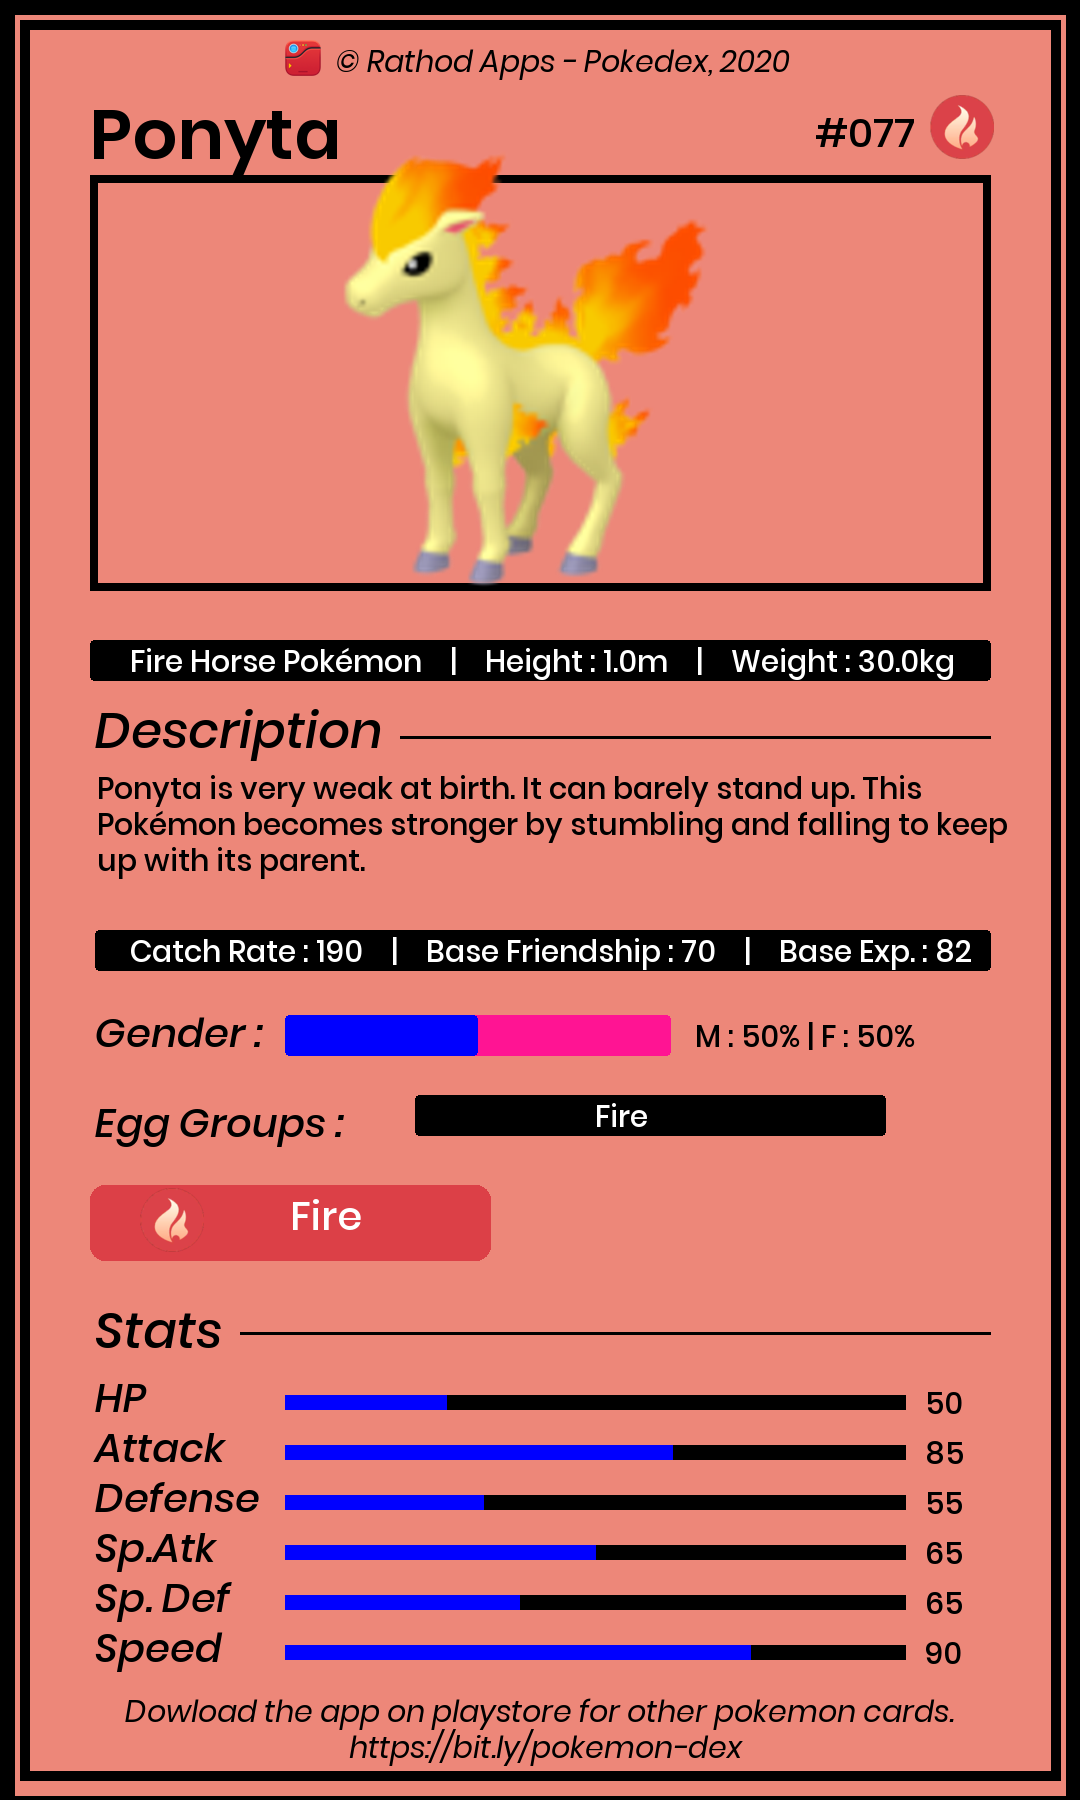 © Rathod Apps - Pokedex, 2020
Ponyta #077
Fire Horse Pokémon | Height : 1.0m | Weight : 30.0kg
Description
Ponyta is very weak at birth. It can barely stand up. This
Pokémon becomes stronger by stumbling and falling to keep
up with its parent.
Catch Rate : 190 | Base Friendship : 70 | Base Exp. : 82
Gender : M : 50% | F : 50%
Egg Groups : Fire
Fire
Stats
HP 50
Attack 85
Defense 55
Sp.Atk 65
Sp. Def 65
Speed 90
Dowload the app on playstore for other pokemon cards.
https://bit.ly/pokemon-dex